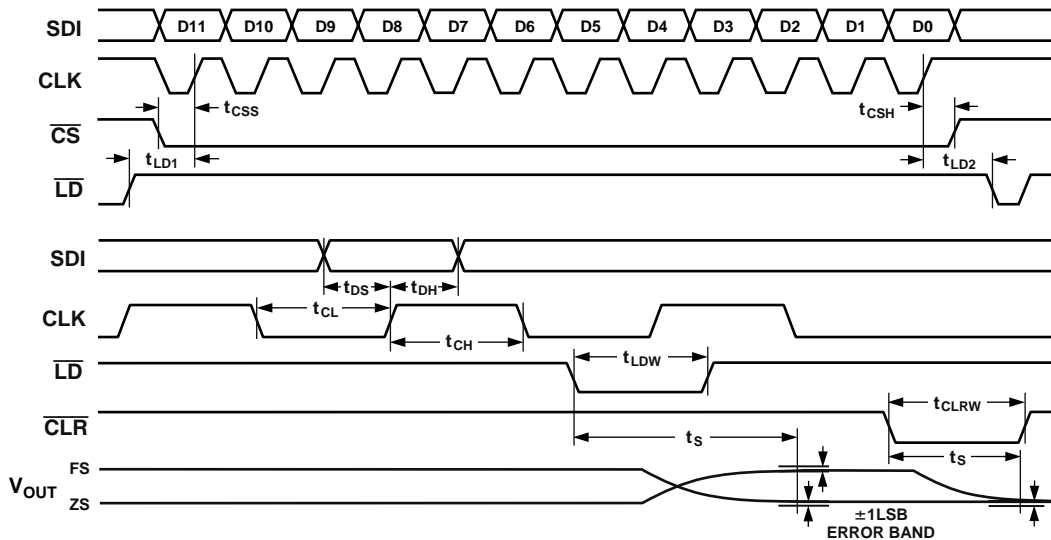 SDI D11 D10 D9 D8 D7 D6 D5 D4 D3 D2 D1 D0
CLK
tCSS tCSH
CS
tLD1 tLD2
LD
SDI
tDS tDH
CLK tCL
tCH
LD tLDW
CLR tCLRW
tS tS
FS
VOUT
ZS
±1LSB
ERROR BAND